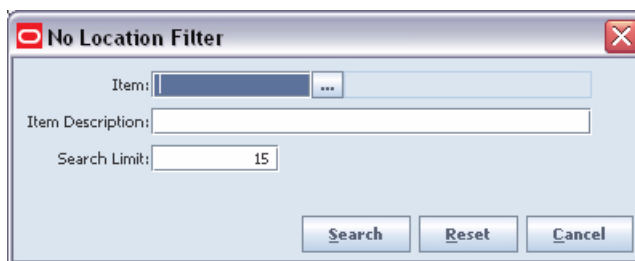 No Location Filter
Item: ...
Item Description:
Search Limit: 15
Search Reset Cancel